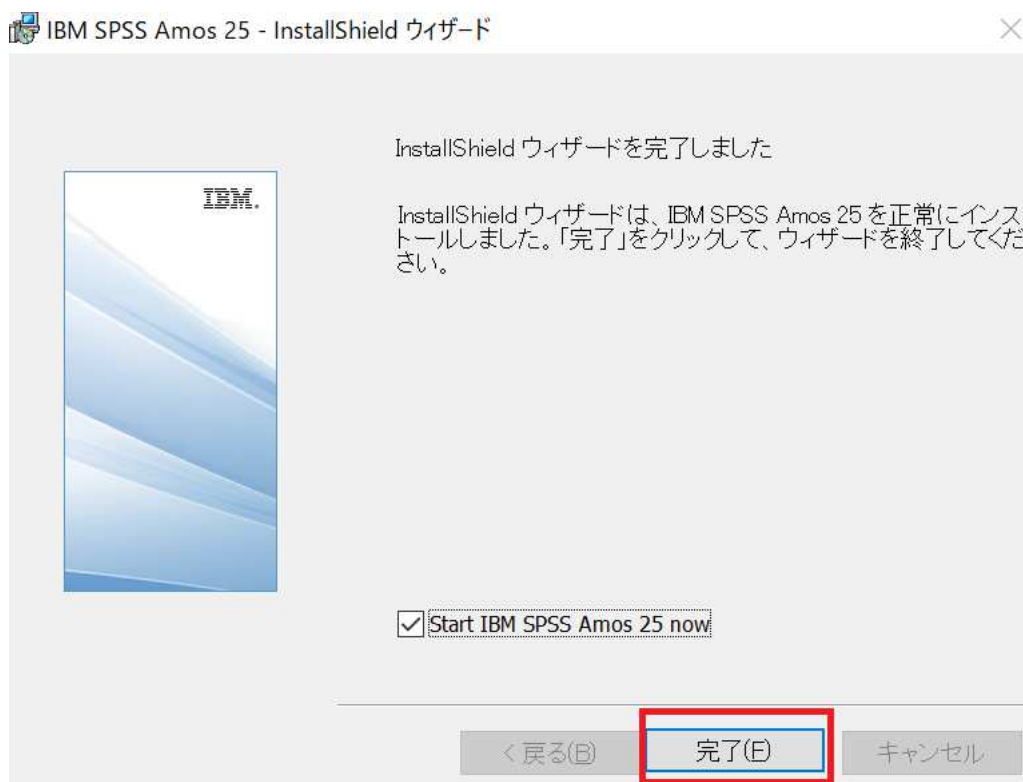 IBM SPSS Amos 25 - InstallShield ウィザード
InstallShield ウィザードを完了しました
IBM.
InstallShield ウィザードは、IBM SPSS Amos 25 を正常にインス
トールしました。「完了」をクリックして、ウィザードを終了してくだ
さい。
Start IBM SPSS Amos 25 now
< 戻る(B)
完了(F)
キャンセル